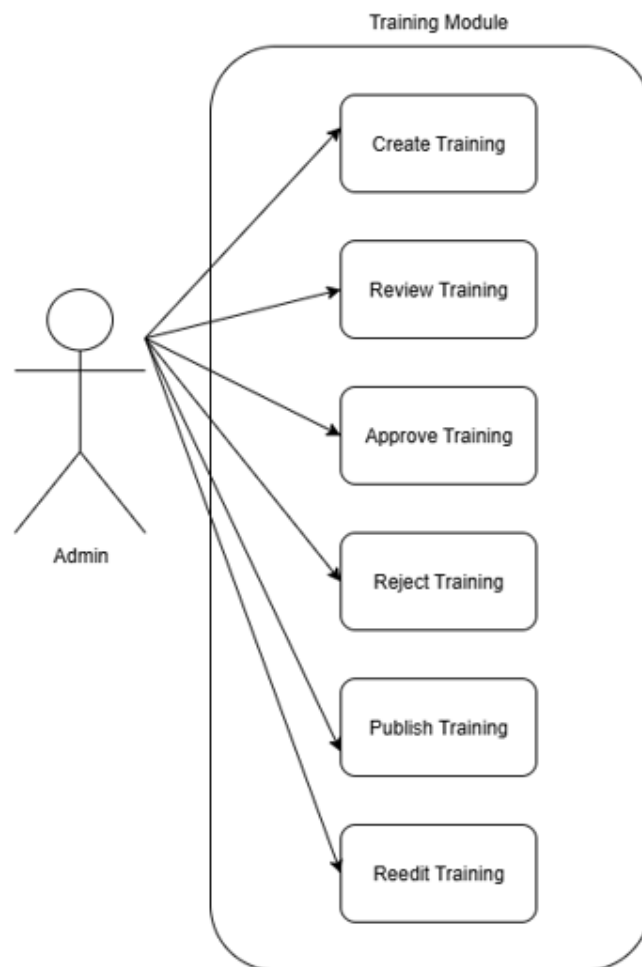 Training Module
Create Training
Review Training
Approve Training
Reject Training
Publish Training
Reedit Training
Admin